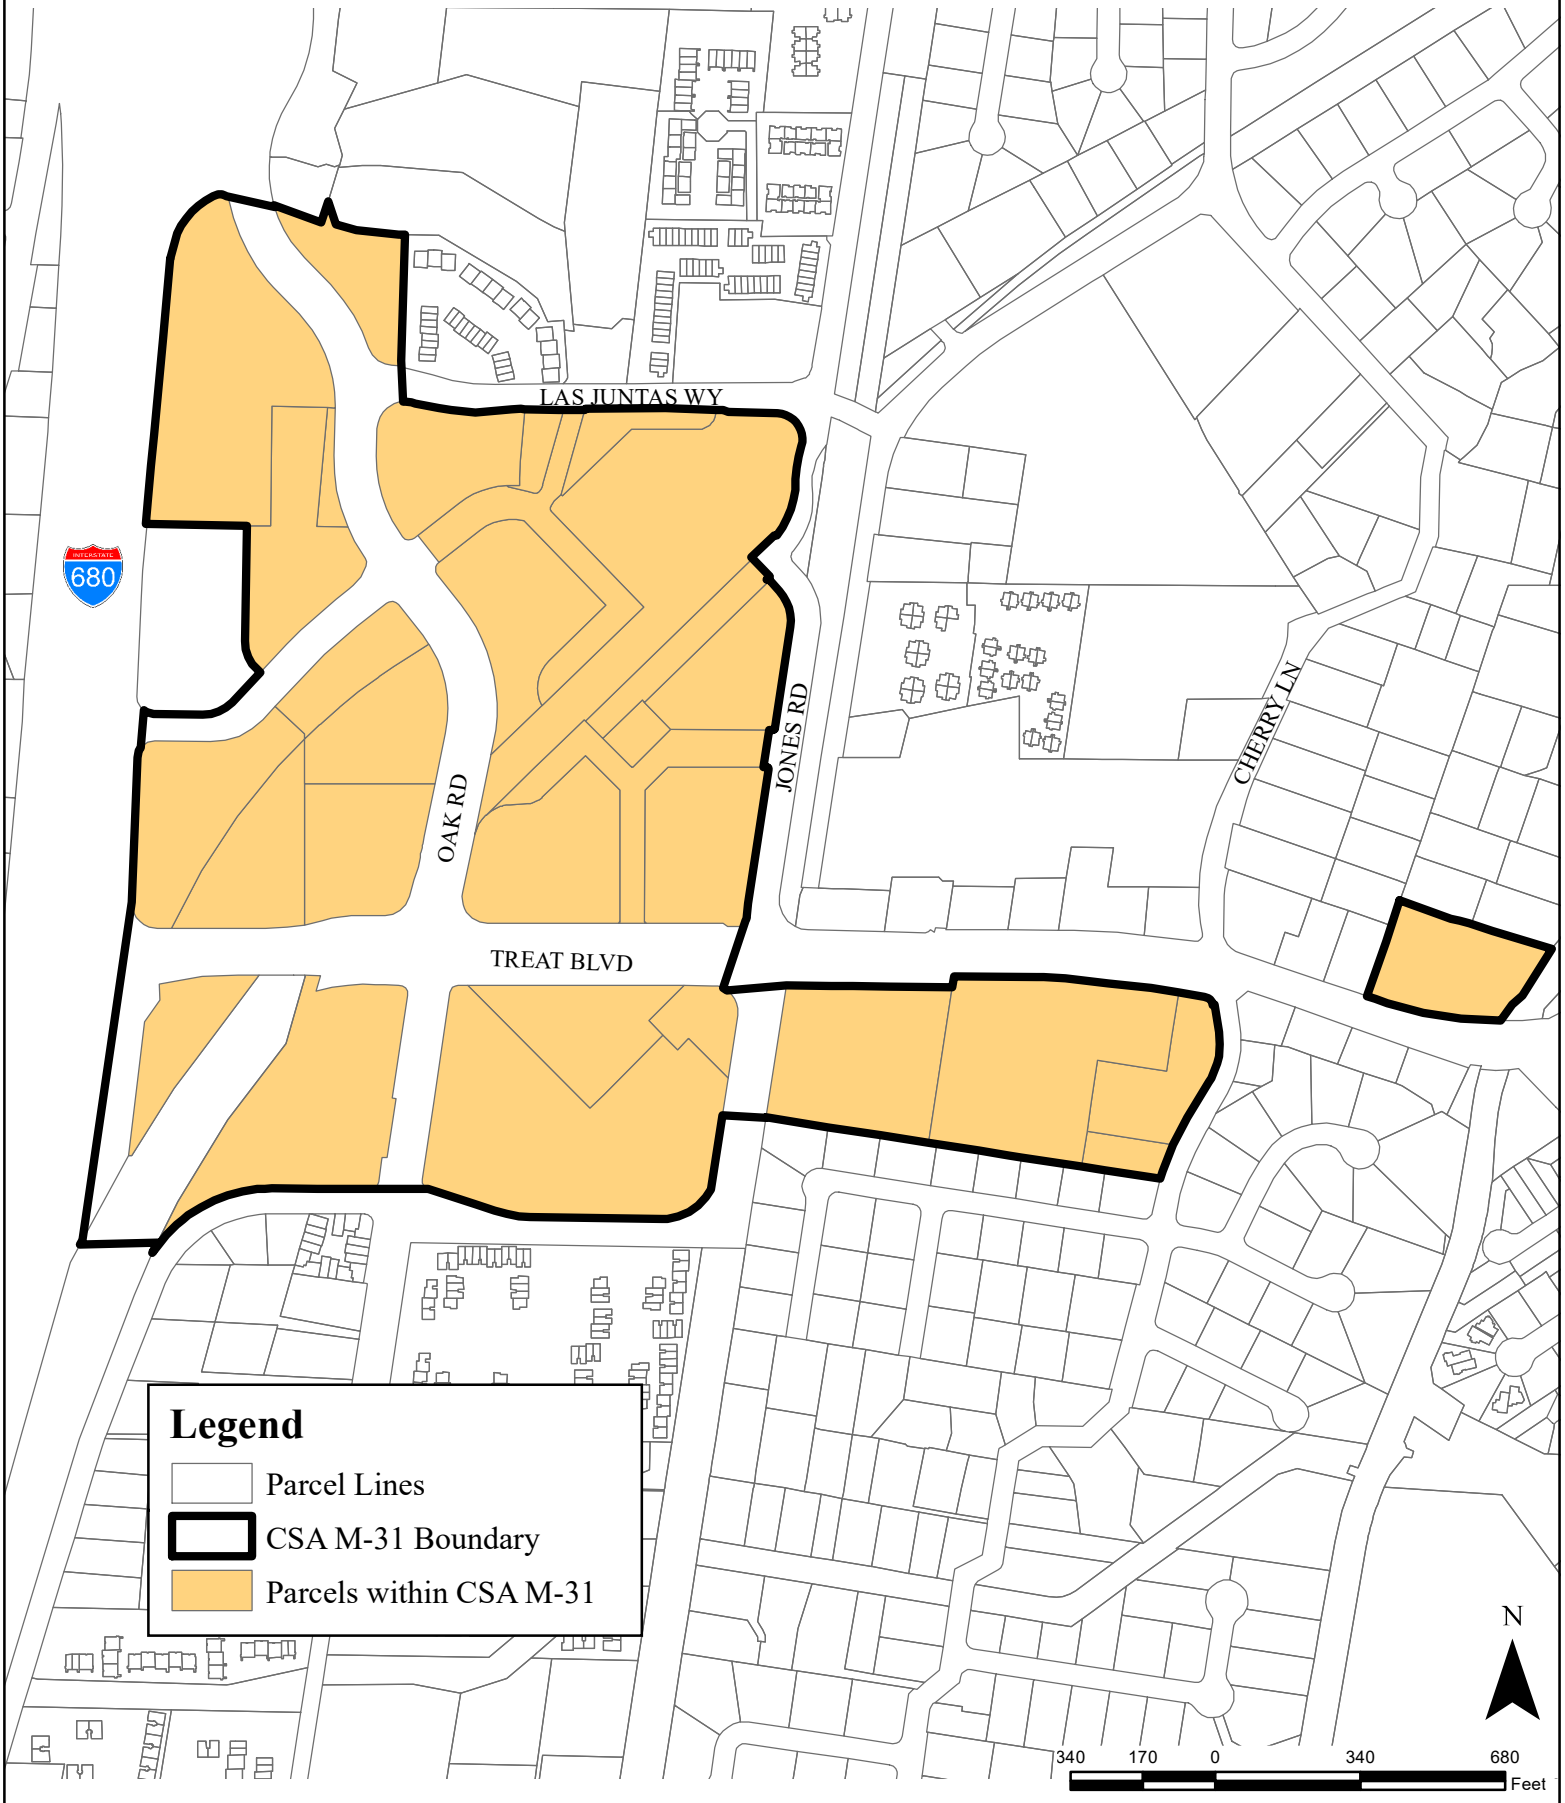 LAS JUNTAS WY
INTERSTATE
680
CHERRY LN
JONES RD
OAK RD
TREAT BLVD
Legend
Parcel Lines
CSA M-31 Boundary
Parcels within CSA M-31
N
340 170 0 340 680
Feet